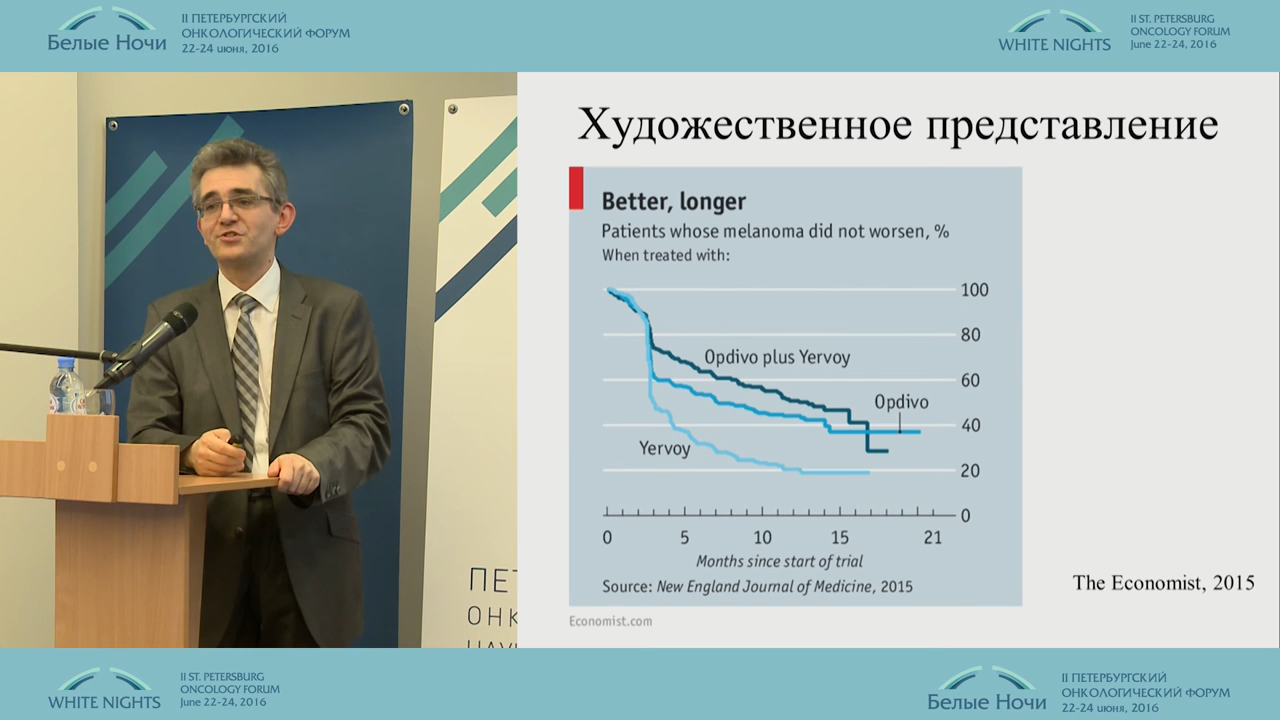 Белые Ночи
II ПЕТЕРБУРГСКИЙ
ОНКОЛОГИЧЕСКИЙ ФОРУМ
22-24 июня, 2016
WHITE NIGHTS
II ST. PETERSBURG
ONCOLOGY FORUM
June 22-24, 2016
Художественное представление
Better, longer
Patients whose melanoma did not worsen, %
When treated with:
100
80
60
40
20
0
Opdivo plus Yervoy
Opdivo
Yervoy
0 5 10 15 21
Months since start of trial
Source: New England Journal of Medicine, 2015
Economist.com
The Economist, 2015
ПЕТ
ОНК
НАУ
WHITE NIGHTS
II ST. PETERSBURG
ONCOLOGY FORUM
June 22-24, 2016
Белые Ночи
II ПЕТЕРБУРГСКИЙ
ОНКОЛОГИЧЕСКИЙ ФОРУМ
22-24 июня, 2016